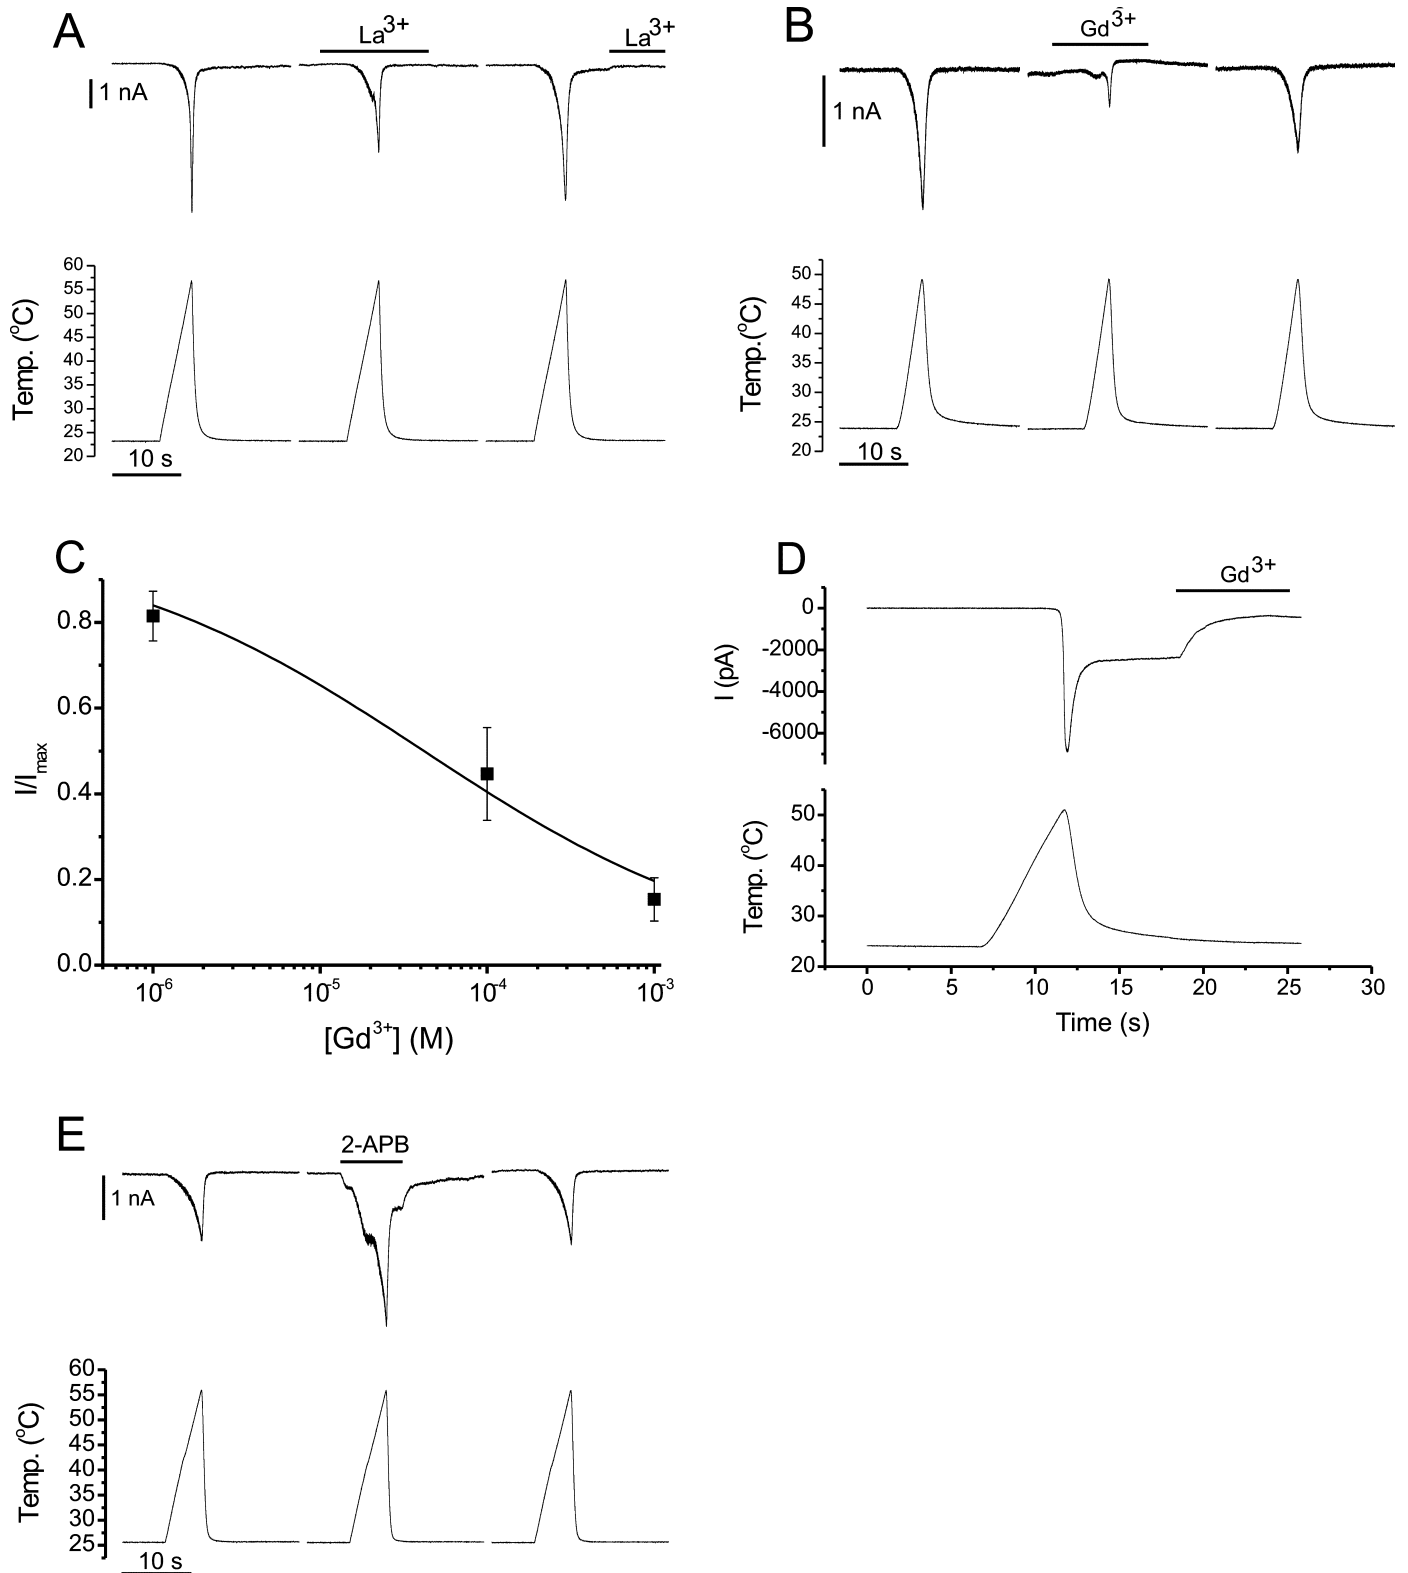 A
La3+
La3+
1 nA
Temp. (oC)
60
55
50
45
40
35
30
25
20
10 s
B
Gd3+
1 nA
Temp.(oC)
50
45
40
35
30
25
20
10 s
C
I/Imax
0.8
0.6
0.4
0.2
0.0
10-6
10-5
10-4
10-3
[Gd3+] (M)
D
Gd3+
I (pA)
0
-2000
-4000
-6000
Temp. (oC)
50
40
30
20
0
5
10
15
20
25
30
Time (s)
E
2-APB
1 nA
Temp. (oC)
60
55
50
45
40
35
30
25
10 s